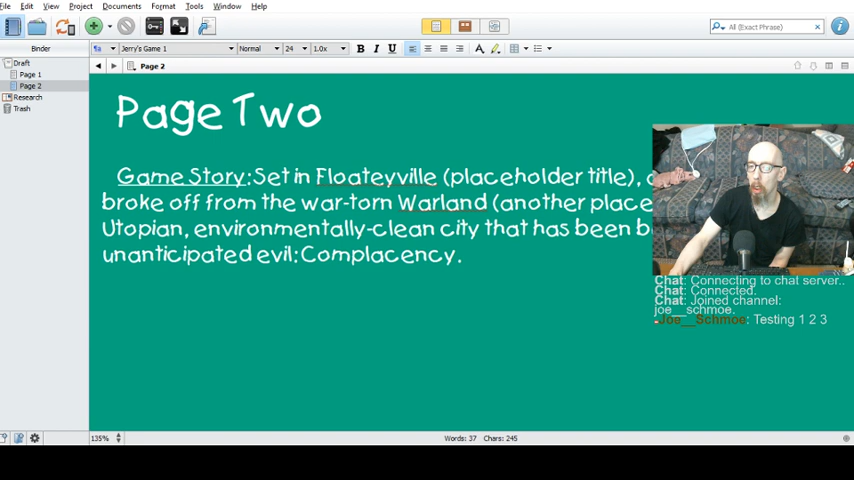 File Edit View Project Documents Format Tools Window Help
All (Exact Phrase)
Jerry's Game 1 Normal 24 1.0x B I U A
Binder
Page 2
Draft
Page 1
Page 2
Research
Trash
Page Two
Game Story:Set in Floateyville (placeholder title),
broke off from the war-torn Warland (another place
Utopian, environmentally-clean city that has been b
unanticipated evil:Complacency.
Chat: Connecting to chat server..
Chat: Connected.
Chat: Joined channel:
joe__schmoe.
Joe__Schmoe: Testing 1 2 3
135%
Words: 37 Chars: 245